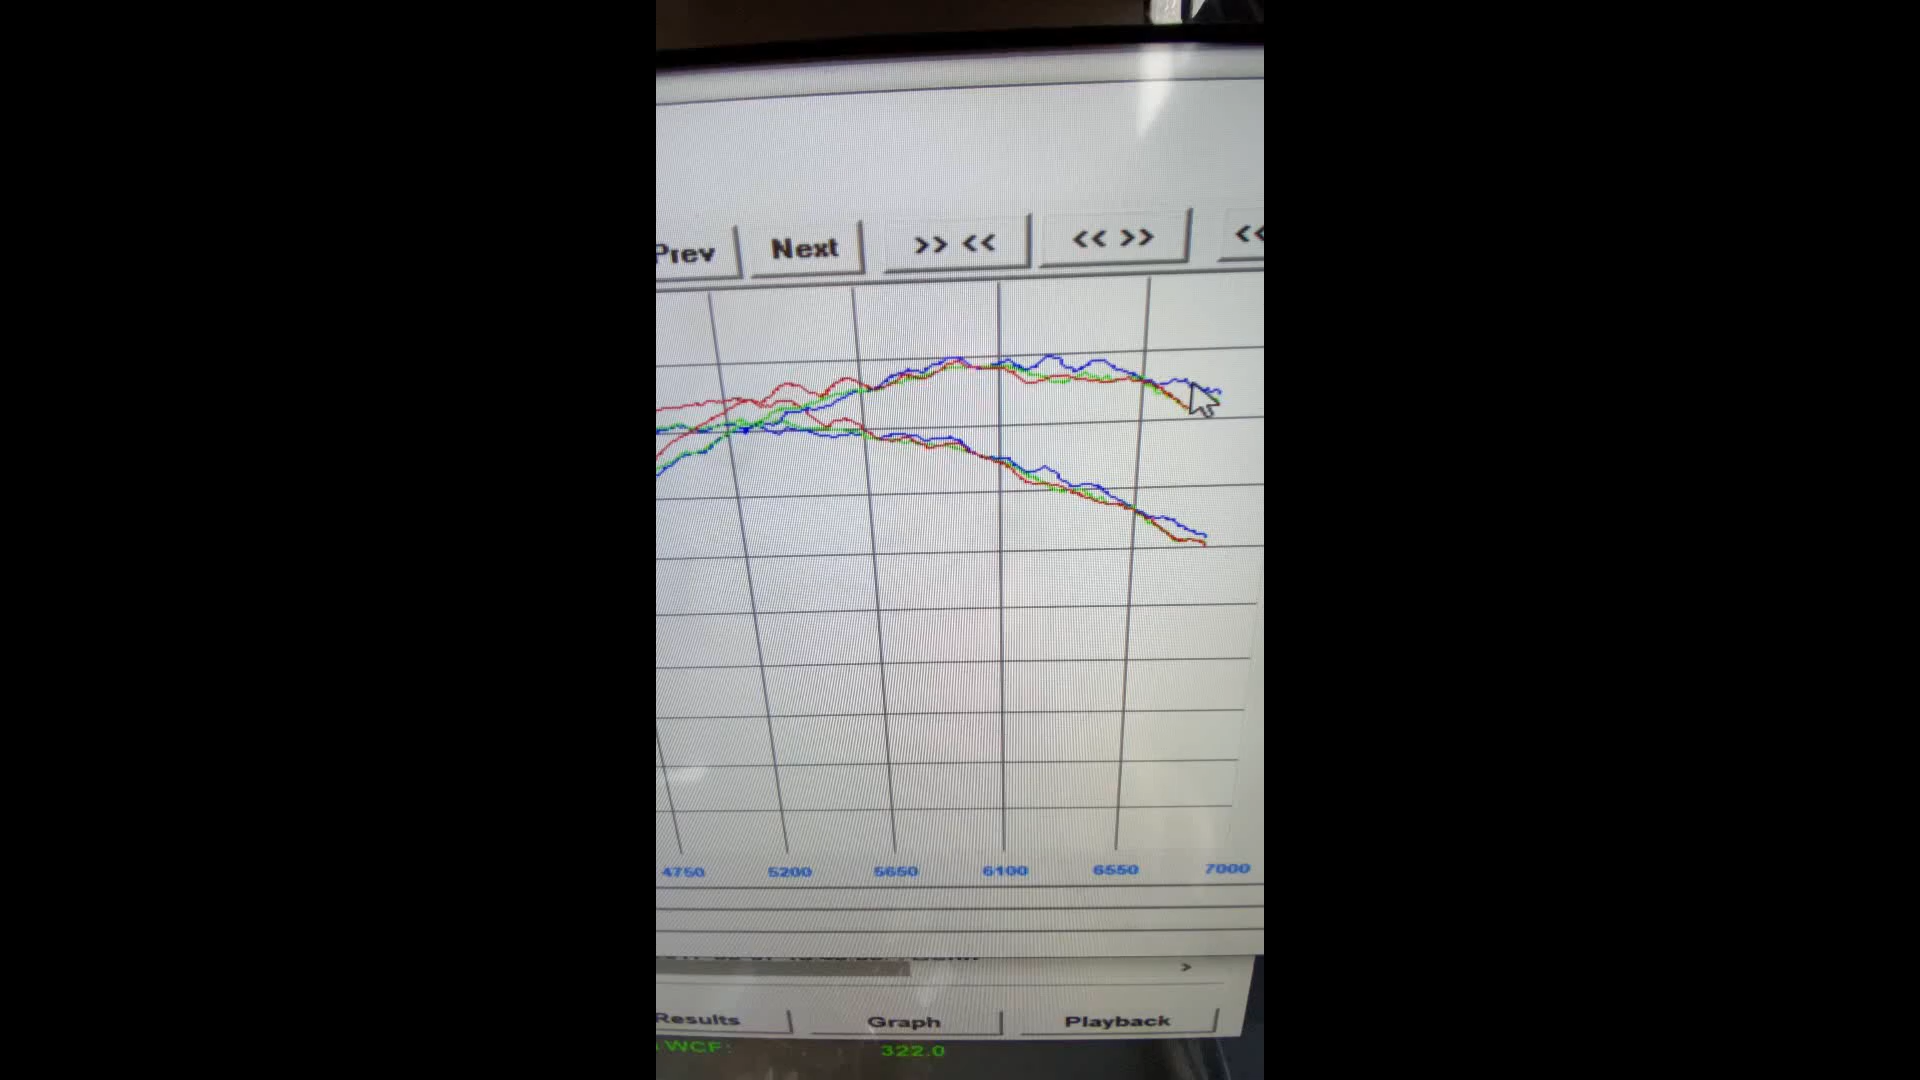 Prev Next >> << << >> <<
4750 5200 5650 6100 6550 7000
>
Results Graph Playback
WCF: 322.0